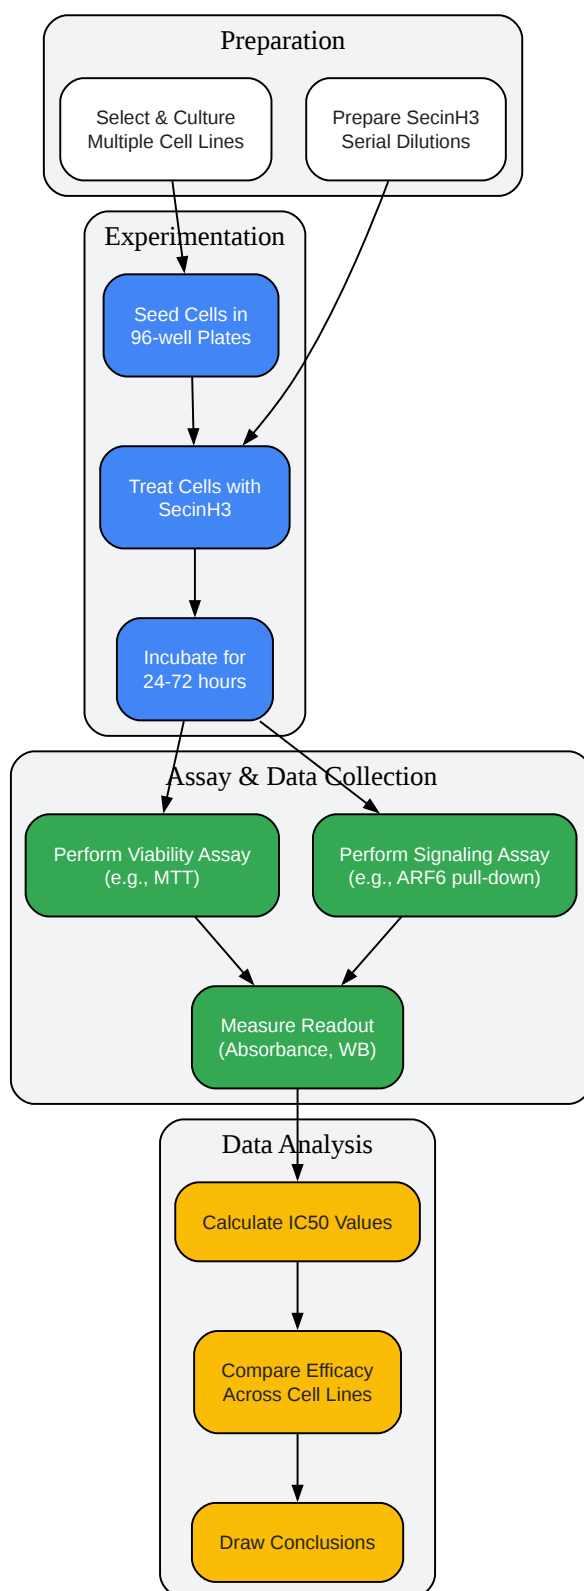 Preparation
Select & Culture
Multiple Cell Lines
Prepare SecinH3
Serial Dilutions
Experimentation
Seed Cells in
96-well Plates
Treat Cells with
SecinH3
Incubate for
24-72 hours
Assay & Data Collection
Perform Viability Assay
(e.g., MTT)
Perform Signaling Assay
(e.g., ARF6 pull-down)
Measure Readout
(Absorbance, WB)
Data Analysis
Calculate IC50 Values
Compare Efficacy
Across Cell Lines
Draw Conclusions